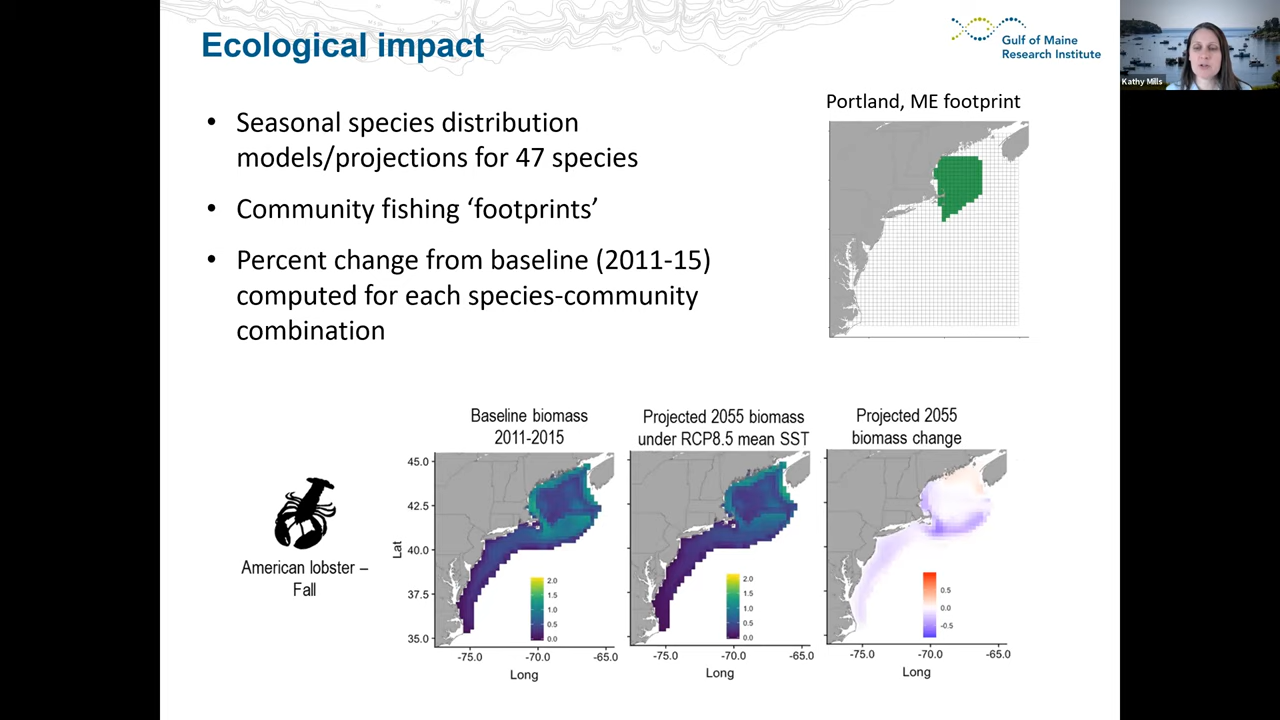 Ecological impact
Gulf of Maine
Research Institute
Kathy Mills
• Seasonal species distribution
models/projections for 47 species
• Community fishing ‘footprints’
• Percent change from baseline (2011-15)
computed for each species-community
combination
Portland, ME footprint
American lobster –
Fall
Baseline biomass
2011-2015
45.0
42.5
40.0
37.5
35.0
Lat
2.0
1.5
1.0
0.5
0.0
-75.0 -70.0 -65.0
Long
Projected 2055 biomass
under RCP8.5 mean SST
2.0
1.5
1.0
0.5
0.0
-75.0 -70.0 -65.0
Long
Projected 2055
biomass change
0.5
0.0
-0.5
-75.0 -70.0 -65.0
Long